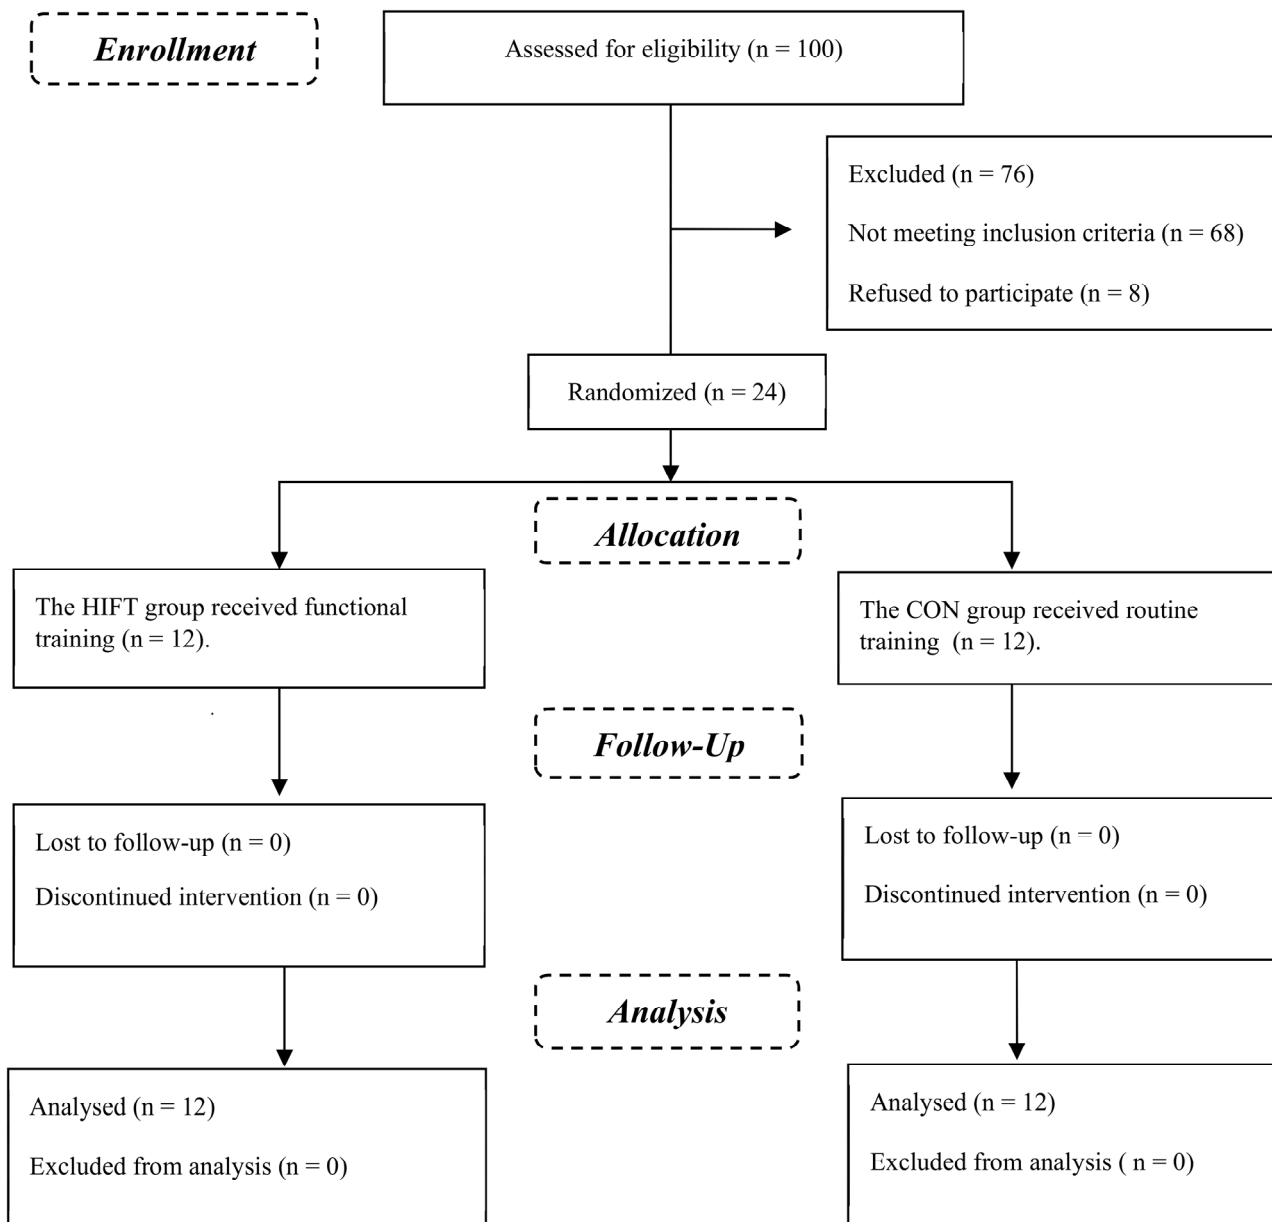 Enrollment
Assessed for eligibility (n = 100)
Excluded (n = 76)
Not meeting inclusion criteria (n = 68)
Refused to participate (n = 8)
Randomized (n = 24)
Allocation
The HIFT group received functional
training (n = 12).
The CON group received routine
training (n = 12).
Follow-Up
Lost to follow-up (n = 0)
Discontinued intervention (n = 0)
Lost to follow-up (n = 0)
Discontinued intervention (n = 0)
Analysis
Analysed (n = 12)
Excluded from analysis (n = 0)
Analysed (n = 12)
Excluded from analysis ( n = 0)